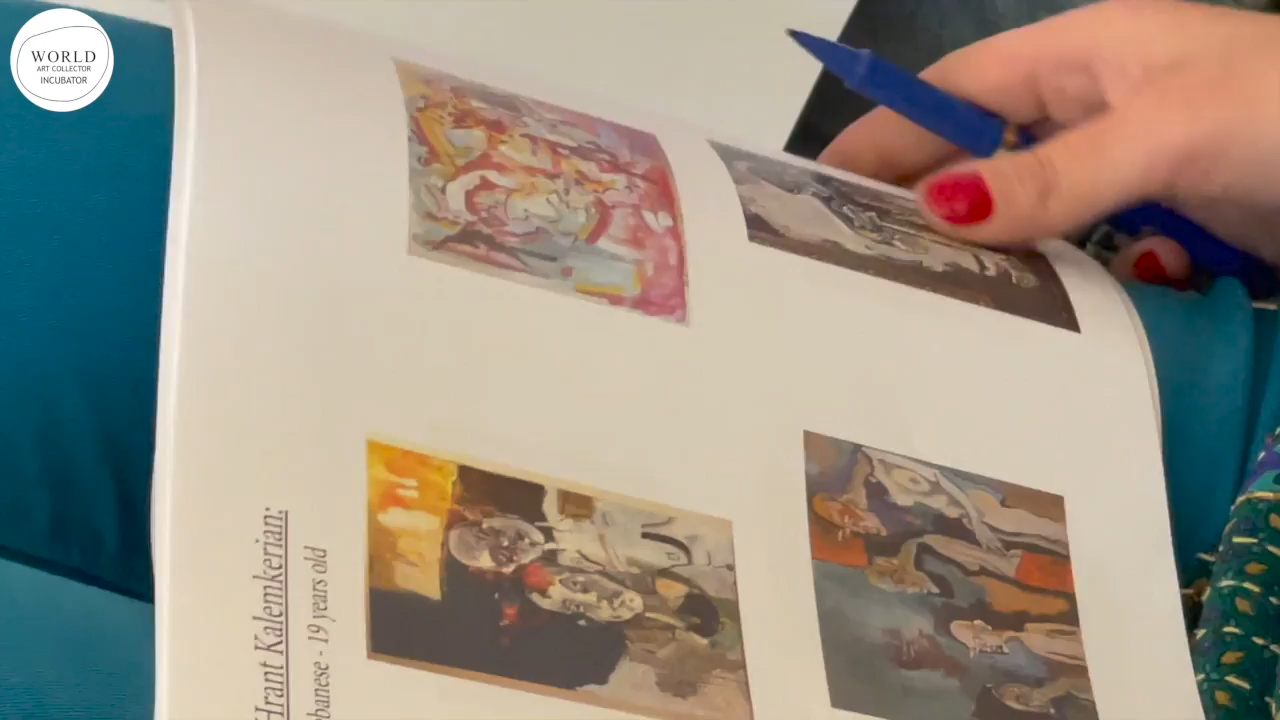 WORLD
ART COLLECTOR
INCUBATOR
Hrant Kalemkerian:
banese - 19 years old